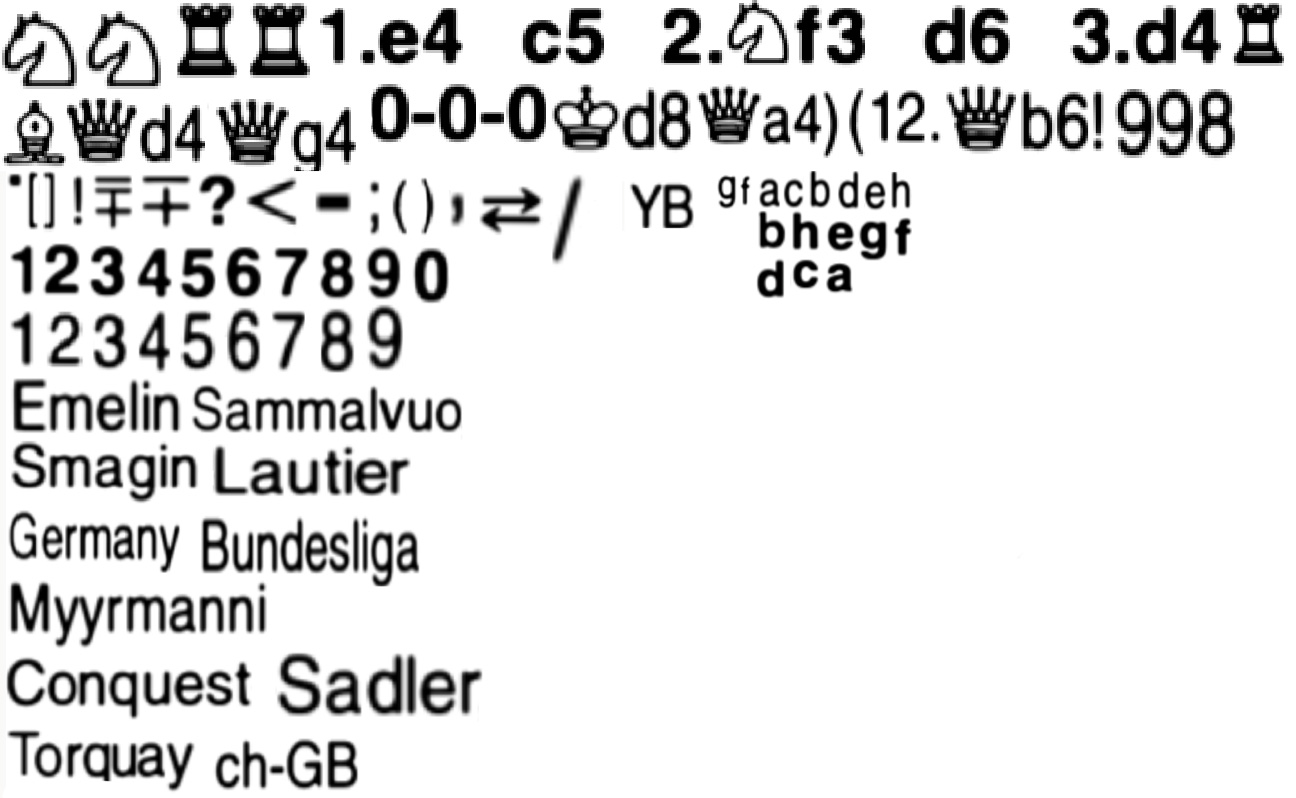 ♘♘♜♜1.e4 c5 2.♘f3 d6 3.d4♖
♗♛d4 ♛g4 0-0-0♔d8♛a4)(12.♛b6!998
·[]!∓∓?<-;(),⇄/ YB gfacbdeh
bhegf
1234567890 dca
123456789
Emelin Sammalvuo
Smagin Lautier
Germany Bundesliga
Myyrmanni
Conquest Sadler
Torquay ch-GB